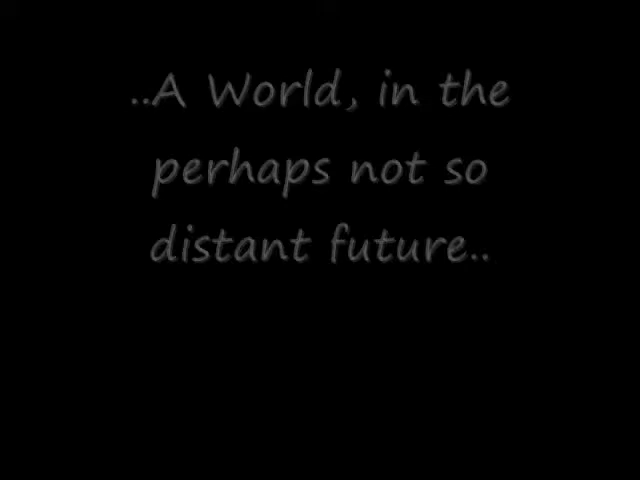 ..A World, in the
perhaps not so
distant future..